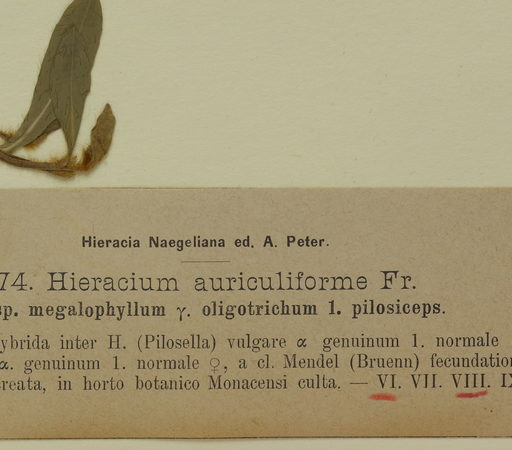 Hieracia Naegeliana ed. A. Peter.
74. Hieracium auriculiforme Fr.
sp. megalophyllum γ. oligotrichum 1. pilosiceps.
ybrida inter H. (Pilosella) vulgare α genuinum 1. normale
α. genuinum 1. normale ♀, a cl. Mendel (Bruenn) fecundation
reata, in horto botanico Monacensi culta. — VI. VII. VIII. IX